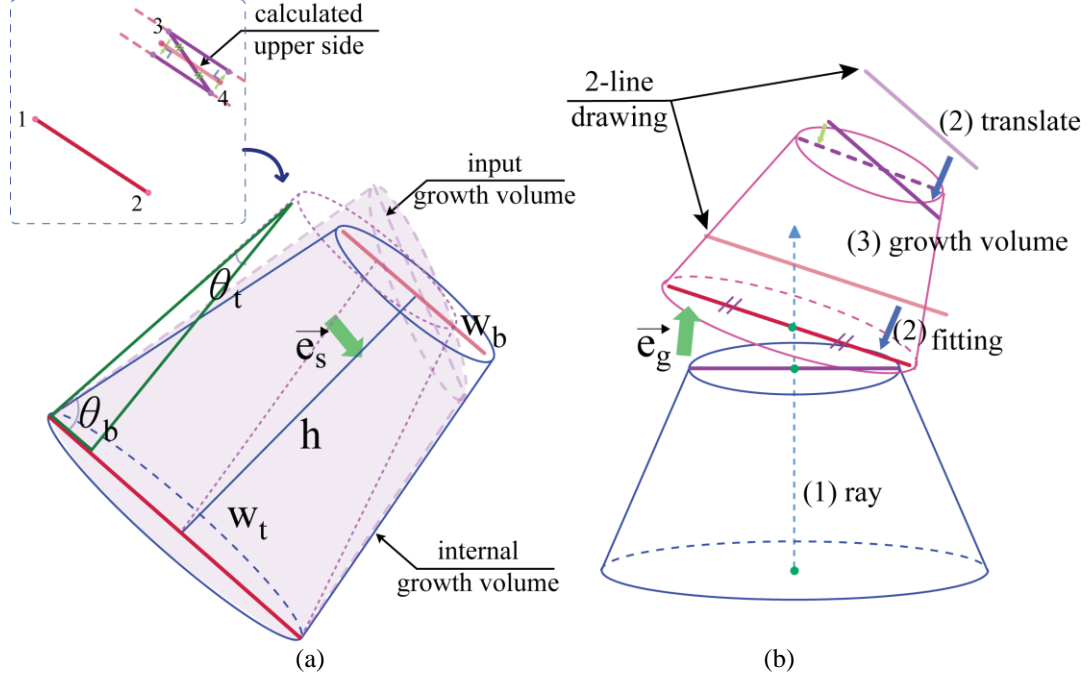 3
calculated
upper side
4
1
2
input
growth volume
θt
es
wb
θb
h
wt
internal
growth volume
(a)
2-line
drawing
(2) translate
(3) growth volume
eg
(2)
fitting
(1) ray
(b)